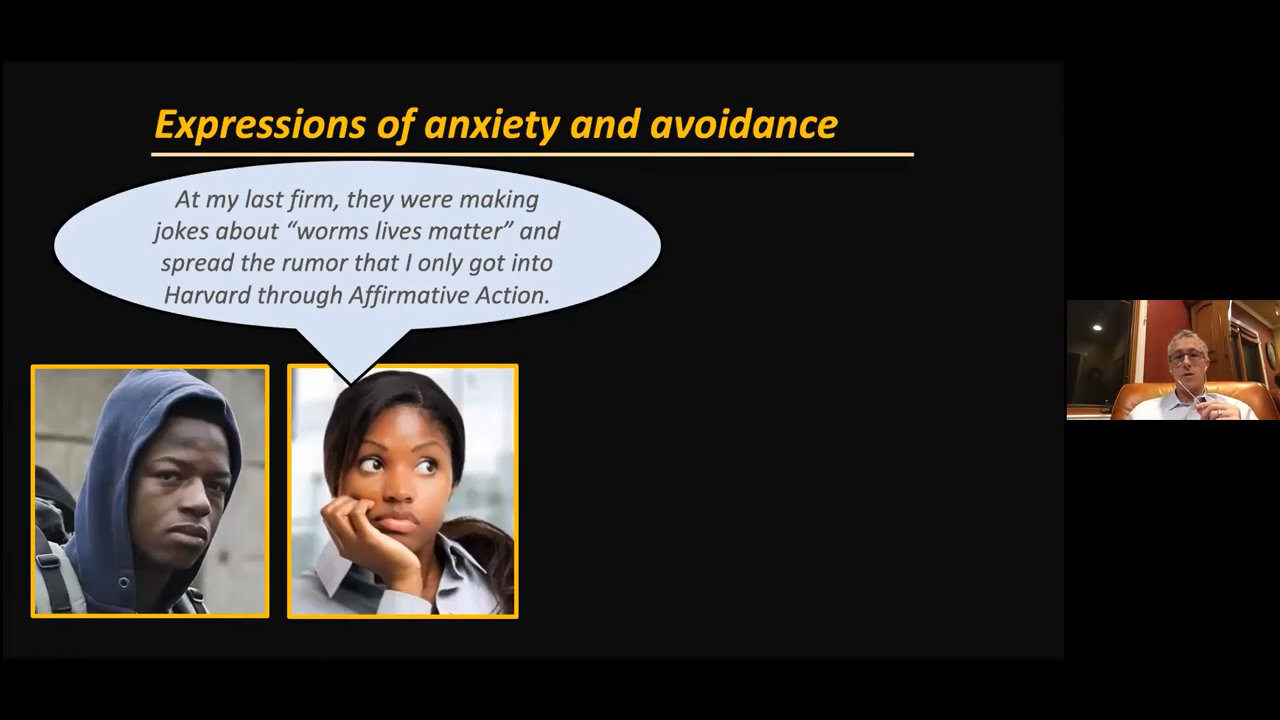 Expressions of anxiety and avoidance
At my last firm, they were making
jokes about “worms lives matter” and
spread the rumor that I only got into
Harvard through Affirmative Action.